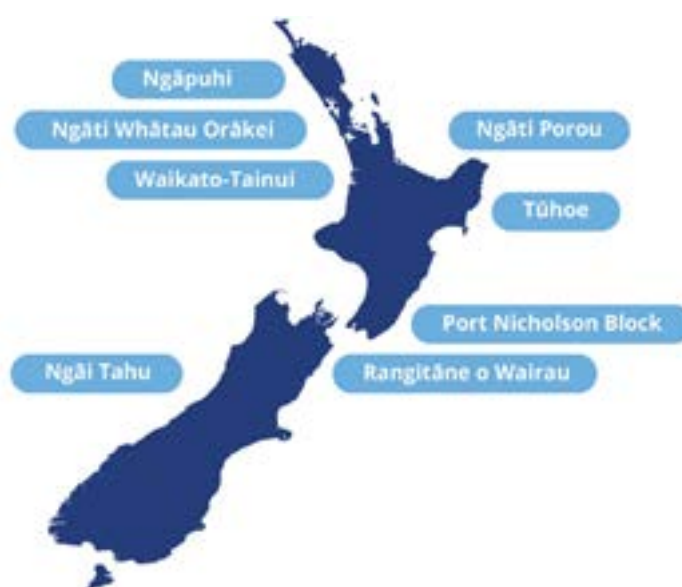 Ngāpuhi
Ngāti Whātau Orākei
Ngāti Porou
Waikato-Tainui
Tūhoe
Port Nicholson Block
Ngāi Tahu
Rangitāne o Wairau